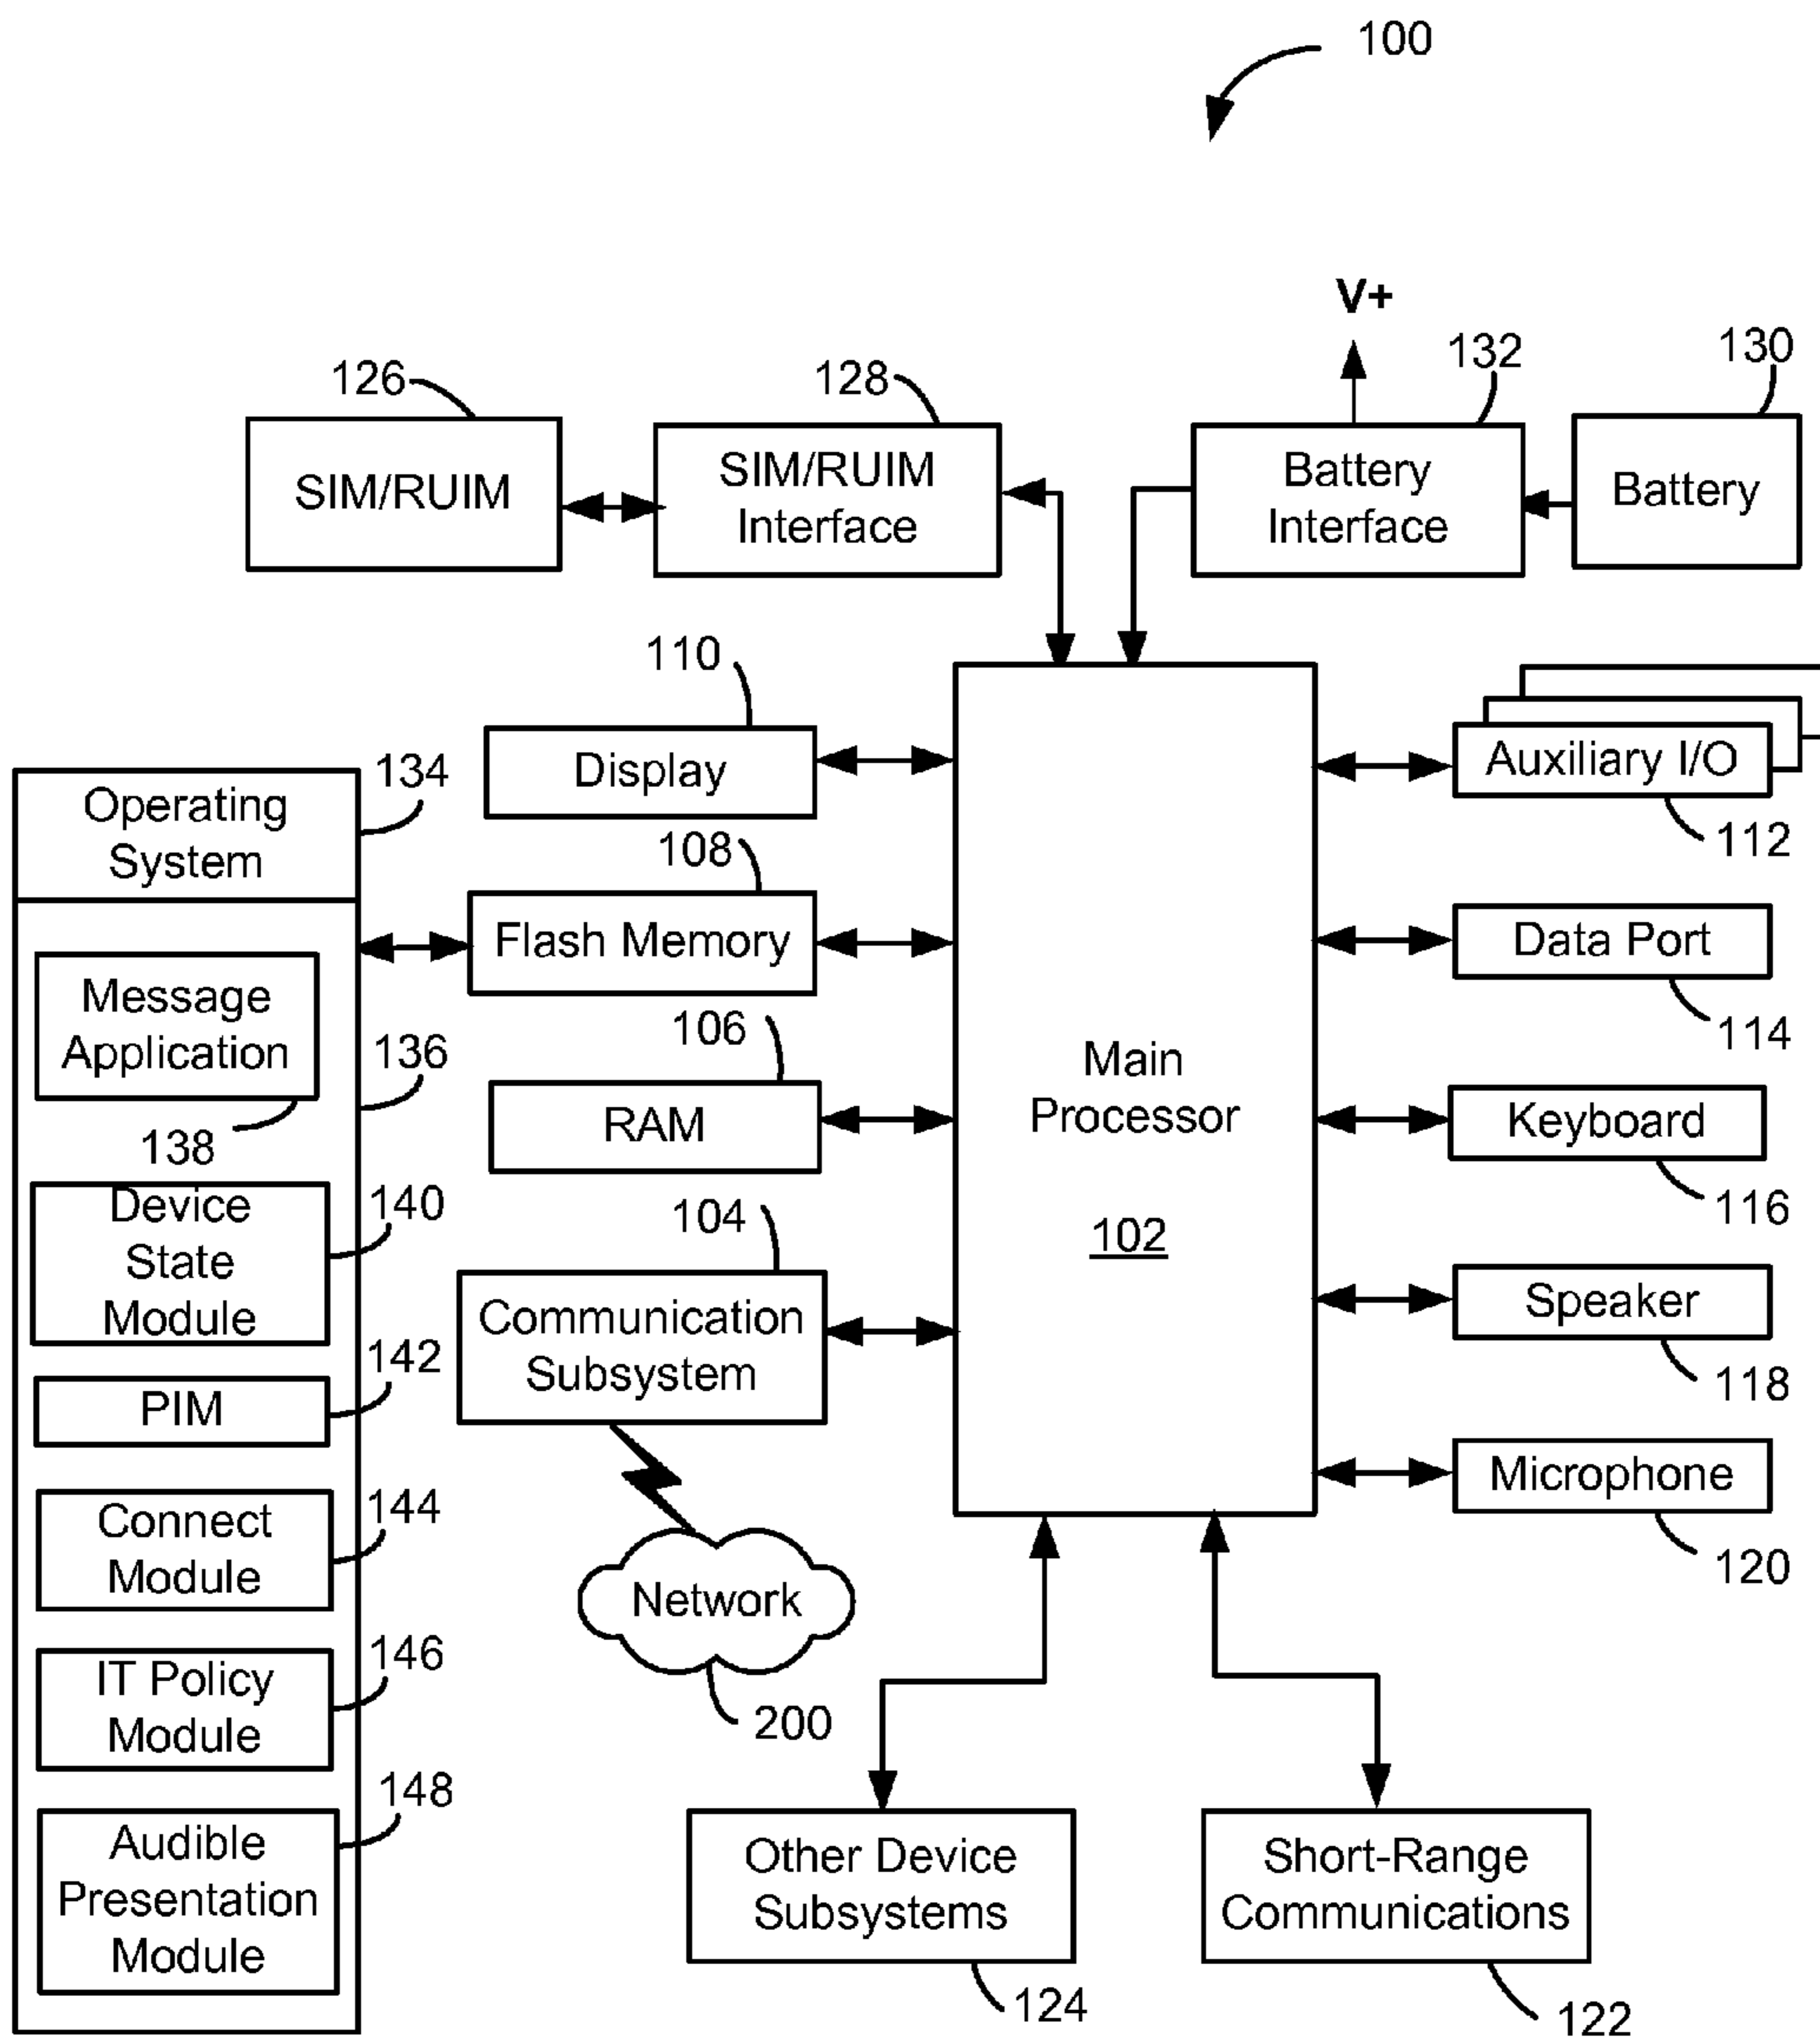 100
V+
126
128
132
130
SIM/RUIM
SIM/RUIM
Interface
Battery
Interface
Battery
110
Display
Auxiliary I/O
112
134
Operating
System
108
Flash Memory
Data Port
114
Message
Application
138
136
106
RAM
Main
Processor
102
Keyboard
116
Device
State
Module
140
104
Communication
Subsystem
Speaker
118
PIM
142
Microphone
120
Connect
Module
144
Network
200
IT Policy
Module
146
Audible
Presentation
Module
148
Other Device
Subsystems
124
Short-Range
Communications
122